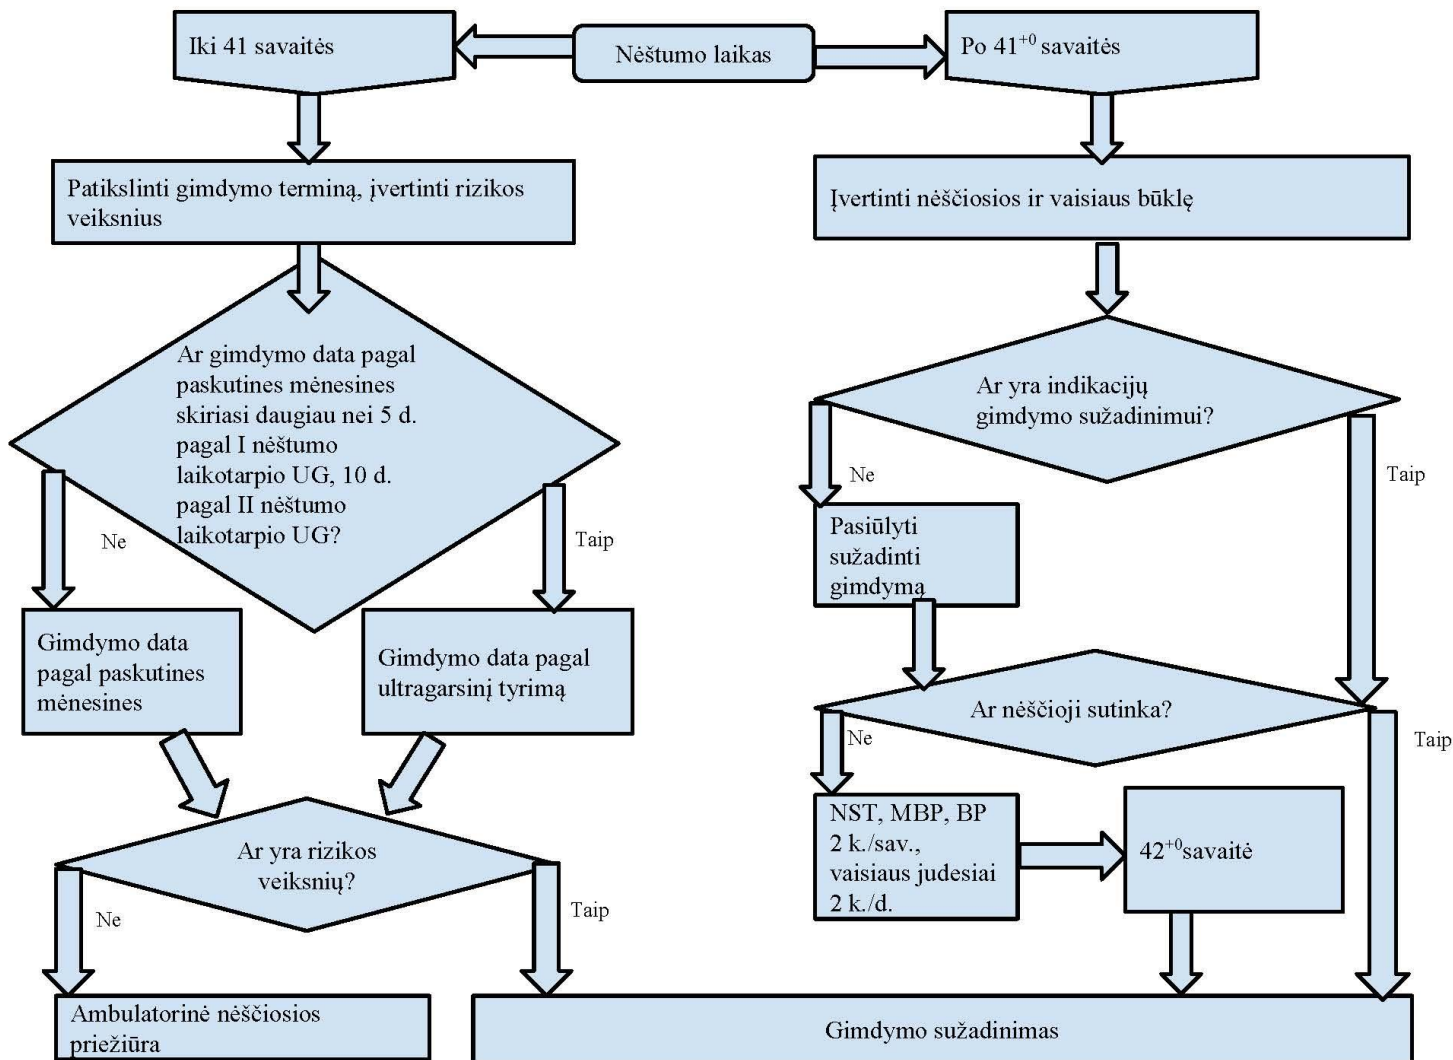 Nėštumo laikas
Iki 41 savaitės
Patikslinti gimdymo terminą, įvertinti rizikos
veiksnius
Ar gimdymo data pagal
paskutines mėnesines
skiriasi daugiau nei 5 d.
pagal I nėštumo
laikotarpio UG, 10 d.
pagal II nėštumo
laikotarpio UG?
Ne
Taip
Gimdymo data
pagal paskutines
mėnesines
Gimdymo data pagal
ultragarsinį tyrimą
Ar yra rizikos
veiksnių?
Ne
Taip
Ambulatorinė nėščiosios
priežiūra
Po 41⁺⁰ savaitės
Įvertinti nėščiosios ir vaisiaus būklę
Ar yra indikacijų
gimdymo sužadinimui?
Ne
Taip
Pasiūlyti
sužadinti
gimdymą
Ar nėščioji sutinka?
Ne
Taip
NST, MBP, BP
2 k./sav.,
vaisiaus judesiai
2 k./d.
42⁺⁰savaitė
Gimdymo sužadinimas